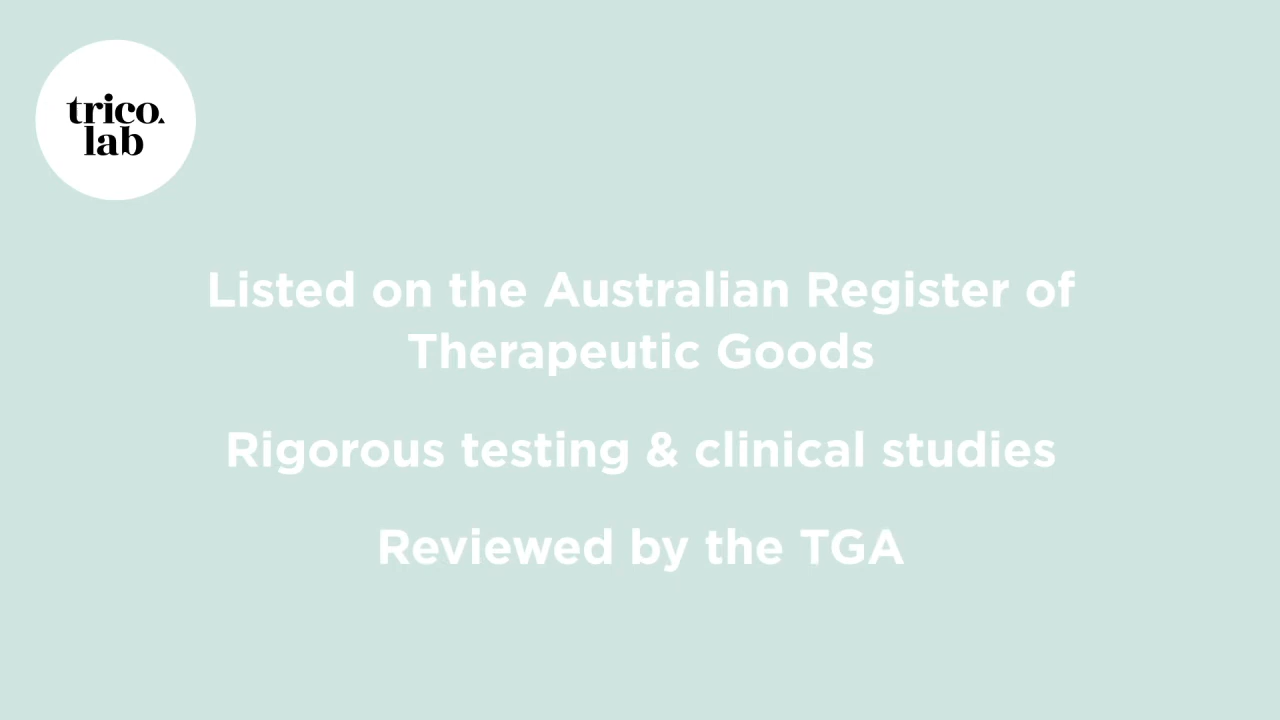 trico.
lab
Listed on the Australian Register of
Therapeutic Goods
Rigorous testing & clinical studies
Reviewed by the TGA